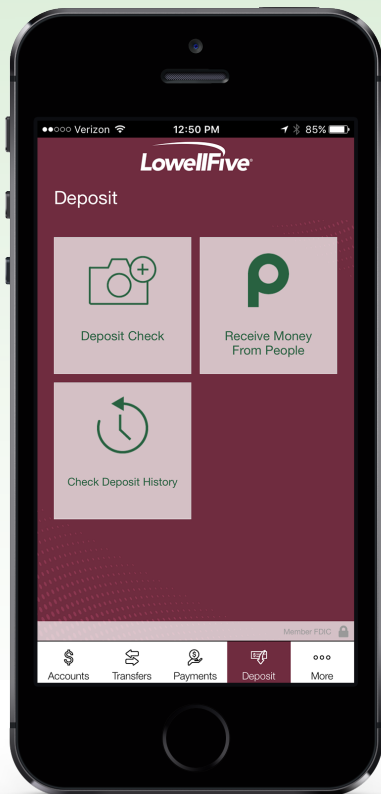 ●●○○○ Verizon 12:50 PM 85%
LowellFive®
Deposit
Deposit Check
p
Receive Money
From People
Check Deposit History
Member FDIC
Accounts Transfers Payments Deposit More